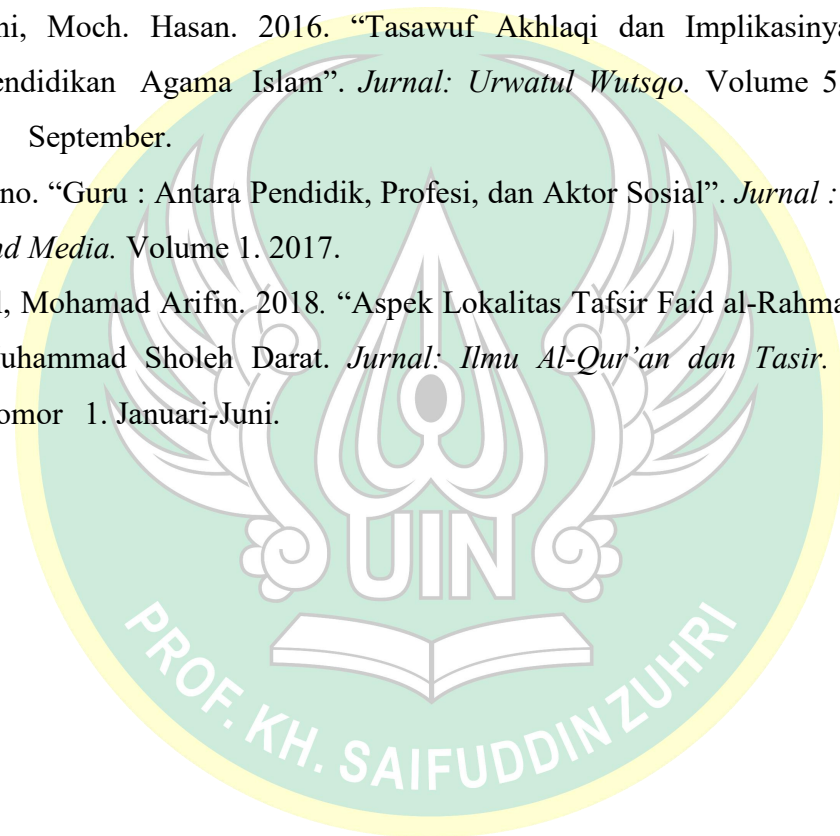 ni, Moch. Hasan. 2016. “Tasawuf Akhlaqi dan Implikasinya
endidikan Agama Islam”. Jurnal: Urwatul Wutsqo. Volume 5
September.
no. “Guru : Antara Pendidik, Profesi, dan Aktor Sosial”. Jurnal :
nd Media. Volume 1. 2017.
l, Mohamad Arifin. 2018. “Aspek Lokalitas Tafsir Faid al-Rahma
uhammad Sholeh Darat. Jurnal: Ilmu Al-Qur’an dan Tasir.
omor 1. Januari-Juni.
UIN
PROF. KH. SAIFUDDIN ZUHRI